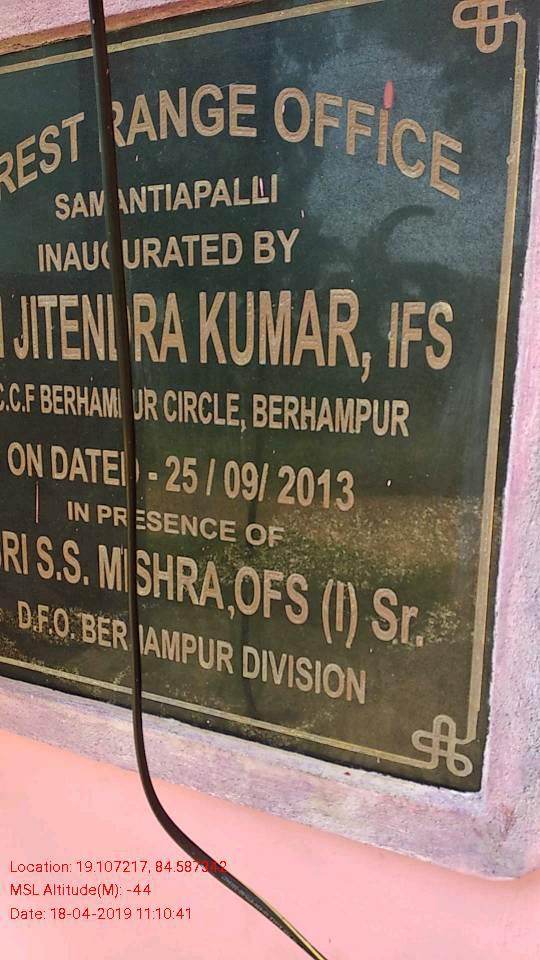 REST RANGE OFFICE
SAMANTIAPALLI
INAUGURATED BY
I JITENDRA KUMAR, IFS
C.C.F BERHAMPUR CIRCLE, BERHAMPUR
ON DATED - 25 / 09/ 2013
IN PRESENCE OF
RI S.S. MISHRA,OFS (I) Sr.
D.F.O. BERHAMPUR DIVISION
Location: 19.107217, 84.587342
MSL Altitude(M): -44
Date: 18-04-2019 11:10:41